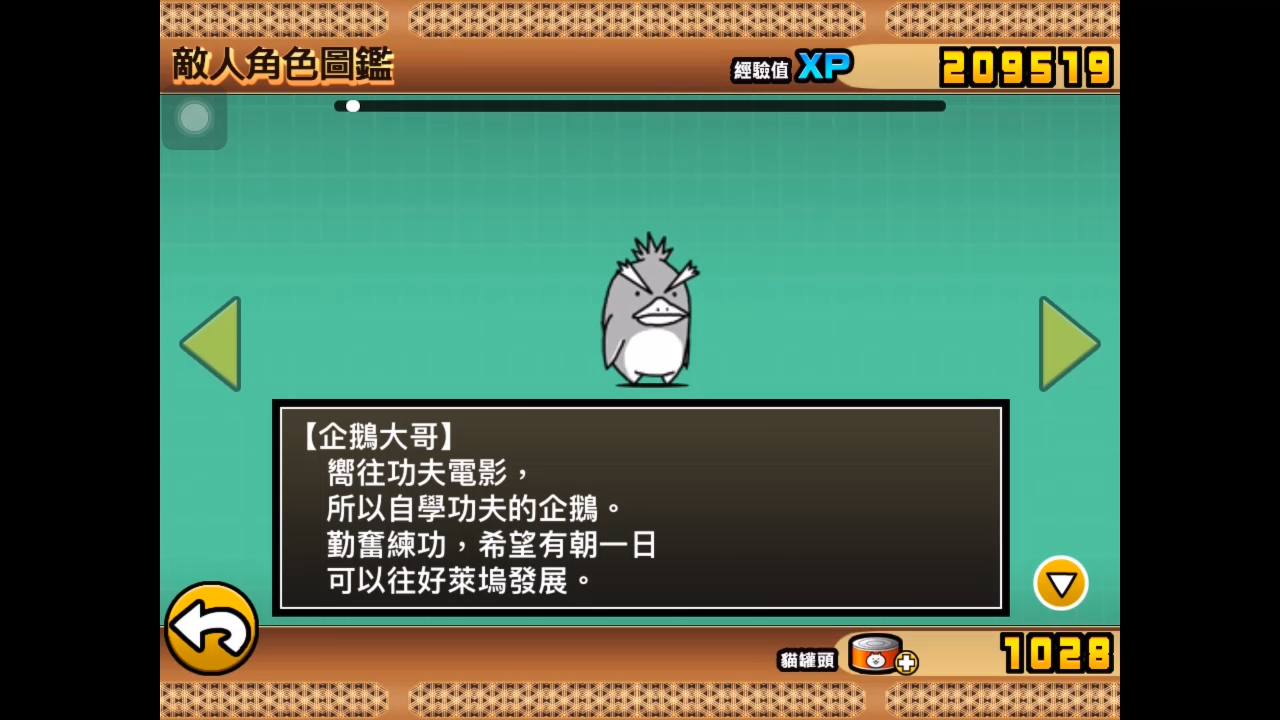 敵人角色圖鑑
經驗值 XP 209519
【企鵝大哥】
嚮往功夫電影，
所以自學功夫的企鵝。
勤奮練功，希望有朝一日
可以往好萊塢發展。
貓罐頭 1028